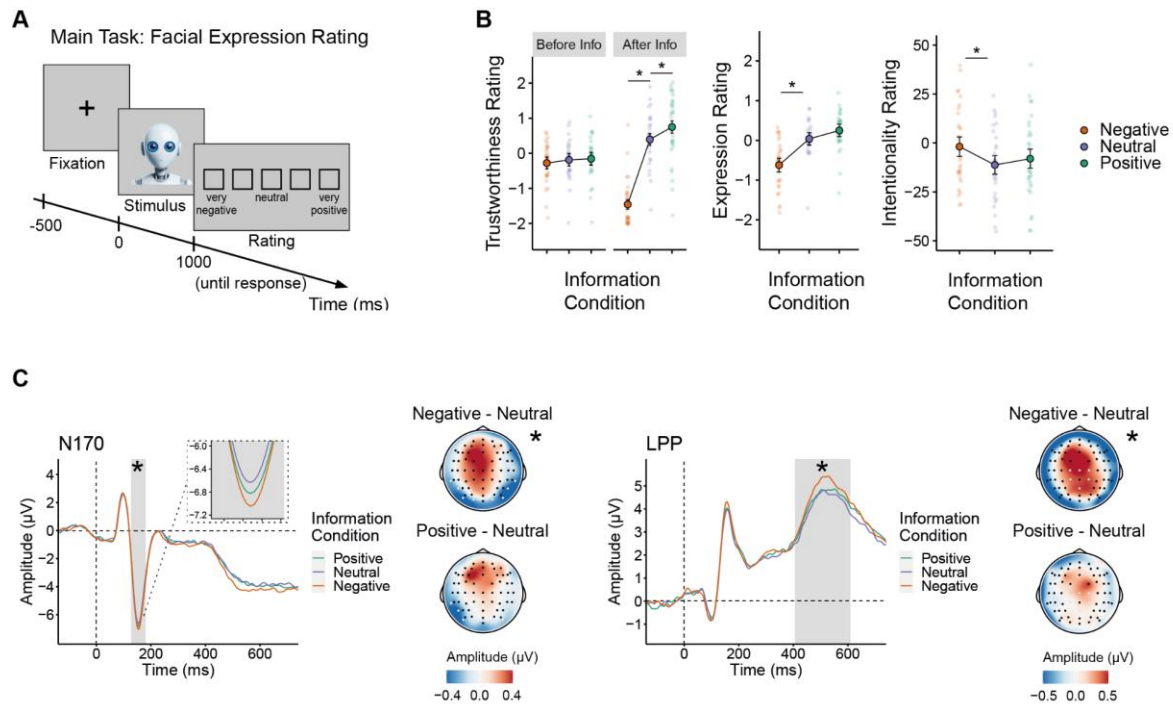 A
Main Task: Facial Expression Rating
+
Fixation
Stimulus
very negative
neutral
very positive
Rating
-500
0
1000
(until response)
Time (ms)
B
Before Info
After Info
* *
Trustworthiness Rating
2
1
0
−1
−2
Information
Condition
*
Expression Rating
2
1
0
−1
−2
Information
Condition
*
Intentionality Rating
50
25
0
−25
−50
Information
Condition
Negative
Neutral
Positive
C
N170
*
Amplitude (µV)
4
2
0
−2
−4
−6
0 200 400 600
Time (ms)
−6.0
−6.4
−6.8
−7.2
Information
Condition
Positive
Neutral
Negative
Negative - Neutral
*
Positive - Neutral
Amplitude (µV)
−0.4 0.0 0.4
LPP
*
Amplitude (µV)
5
4
3
2
1
0
−1
0 200 400 600
Time (ms)
Information
Condition
Positive
Neutral
Negative
Negative - Neutral
*
Positive - Neutral
Amplitude (µV)
−0.5 0.0 0.5